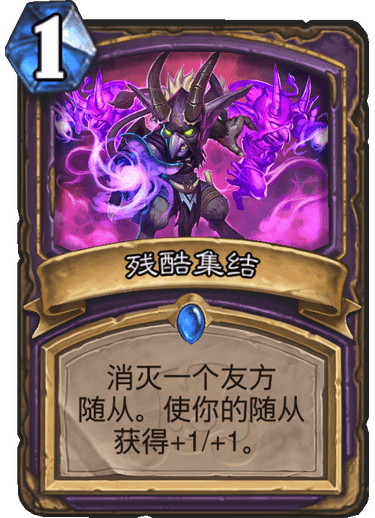 1
残酷集结
消灭一个友方
随从。使你的随从
获得+1/+1。